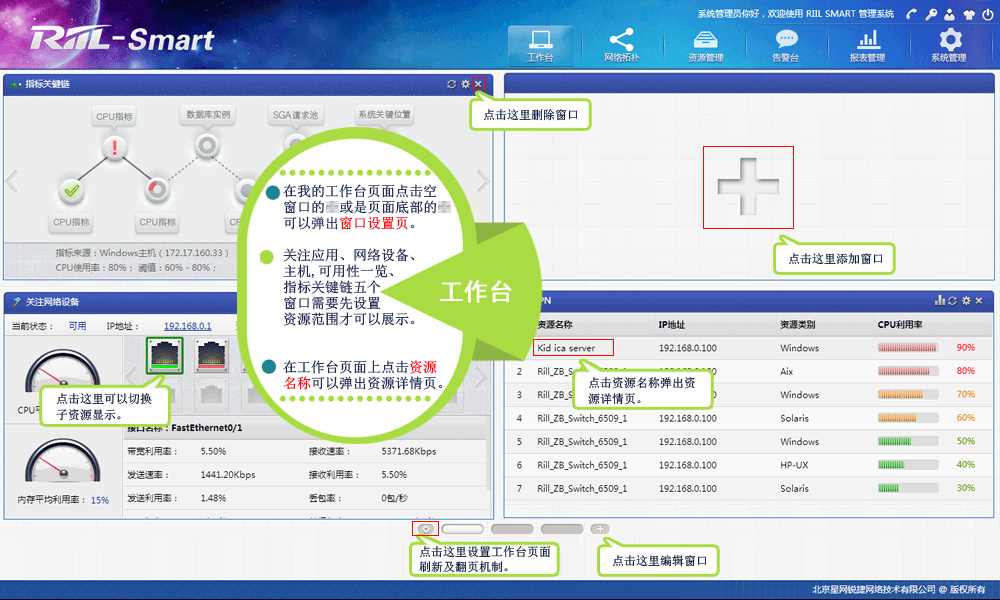 系统管理员你好，欢迎使用 RIIL SMART 管理系统
RIIL-Smart
工作台
网络拓扑
资源管理
告警台
报表管理
系统管理
指标关键链
点击这里删除窗口
CPU指标
数据库实例
SGA请求池
系统关键位置
CPU指标
CPU指标
指标来源：Windows主机（172.17.160.33）
CPU使用率：80%； 阈值：60% - 80%；
在我的工作台页面点击空
窗口的 或是页面底部的
可以弹出窗口设置页。
关注应用、网络设备、
主机,可用性一览、
指标关键链五个
窗口需要先设置
资源范围才可以展示。
在工作台页面上点击资源
名称可以弹出资源详情页。
工作台
点击这里添加窗口
关注网络设备
当前状态： 可用 IP地址： 192.168.0.1
点击这里可以切换
子资源显示。
内存平均利用率： 15%
接口名称：FastEthernet0/1
带宽利用率： 5.50% 接收速率： 5371.68Kbps
发送速率： 1441.20Kbps 接收利用率： 5.50%
发送利用率： 1.48% 丢包率： 0包/秒
资源名称 IP地址 资源类别 CPU利用率
Kid ica server 192.168.0.100 Windows 90%
2 Rill_ZB_Switch_6509_1 192.168.0.100 Aix 80%
3 192.168.0.100 Windows 70%
4 192.168.0.100 Solaris 60%
点击资源名称弹出资
源详情页。
5 Rill_ZB_Switch_6509_1 192.168.0.100 Windows 50%
6 Rill_ZB_Switch_6509_1 192.168.0.100 HP-UX 40%
7 Rill_ZB_Switch_6509_1 192.168.0.100 Solaris 30%
点击这里设置工作台页面
刷新及翻页机制。
点击这里编辑窗口
北京星网锐捷网络技术有限公司 @ 版权所有